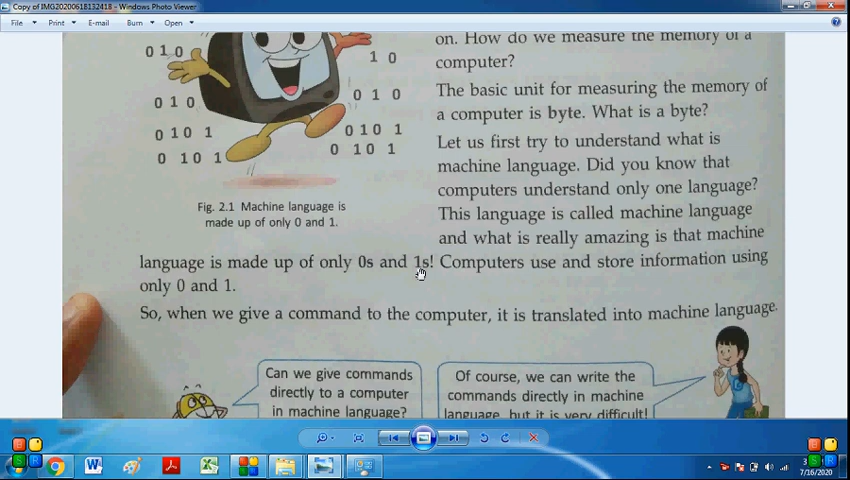 Copy of IMG20200618132418 - Windows Photo Viewer
File Print E-mail Burn Open
0 1 0
1 0
0 1 0
0 1 0
0 1 0 1
0 1 0 1
0 1 0 1
0 1 0 1
Fig. 2.1 Machine language is
made up of only 0 and 1.
on. How do we measure the memory of a
computer?
The basic unit for measuring the memory of
a computer is byte. What is a byte?
Let us first try to understand what is
machine language. Did you know that
computers understand only one language?
This language is called machine language
and what is really amazing is that machine
language is made up of only 0s and 1s! Computers use and store information using
only 0 and 1.
So, when we give a command to the computer, it is translated into machine language.
Can we give commands
directly to a computer
in machine language?
Of course, we can write the
commands directly in machine
language, but it is very difficult!
S R
S R
7/16/2020